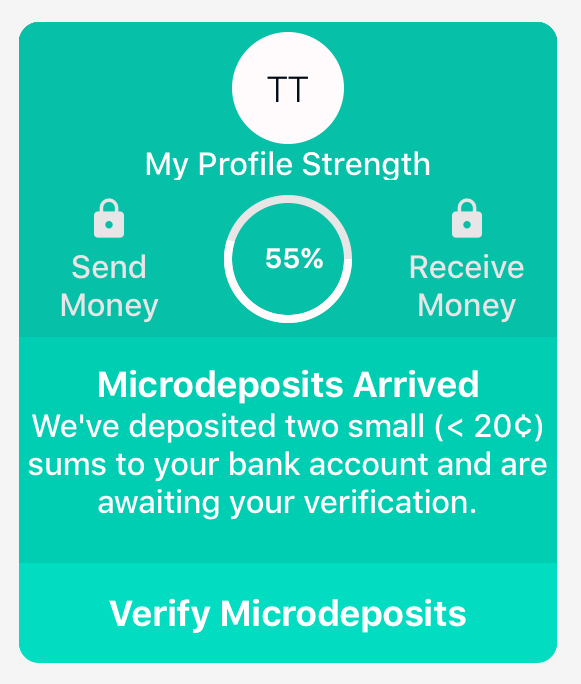 TT
My Profile Strength
Send
Money
55%
Receive
Money
Microdeposits Arrived
We've deposited two small (< 20¢)
sums to your bank account and are
awaiting your verification.
Verify Microdeposits